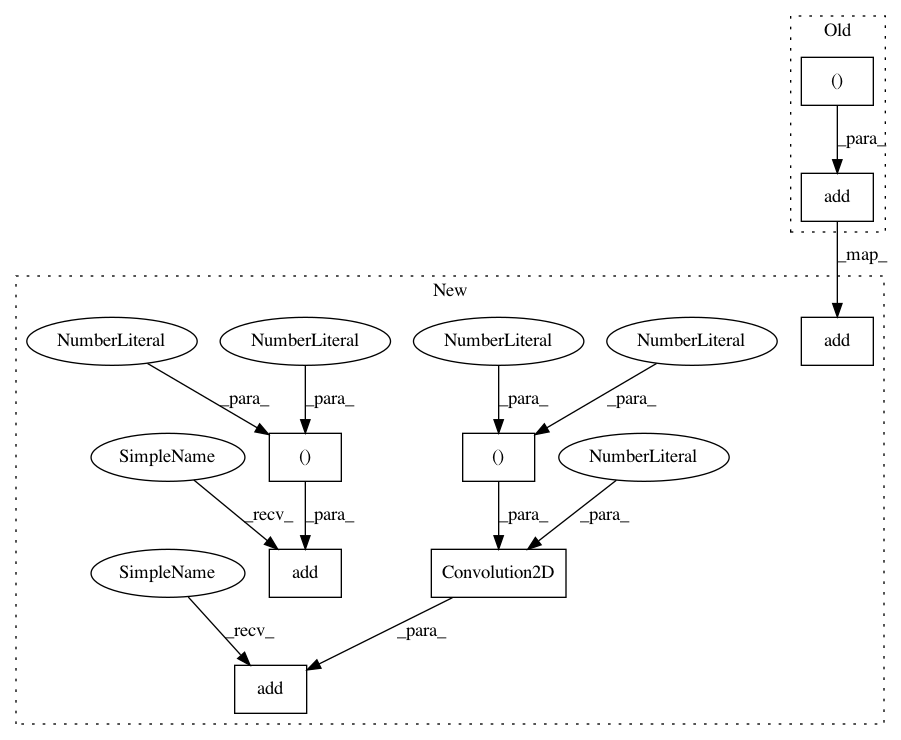 Old
()
_para_
add
_map_
New
NumberLiteral NumberLiteral NumberLiteral NumberLiteral add
_para_ _para_ _para_ _para_
SimpleName () () NumberLiteral
_recv_ _para_ _para_ _para_
SimpleName add Convolution2D
_recv_ _para_
add